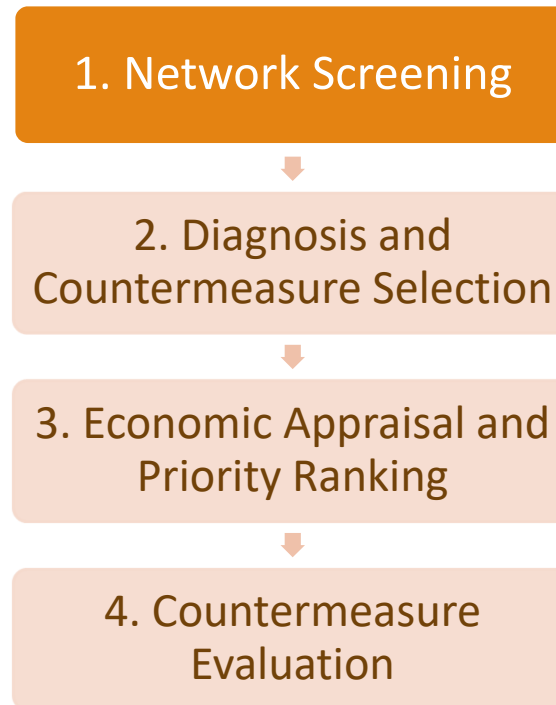 1. Network Screening
2. Diagnosis and
Countermeasure Selection
3. Economic Appraisal and
Priority Ranking
4. Countermeasure
Evaluation